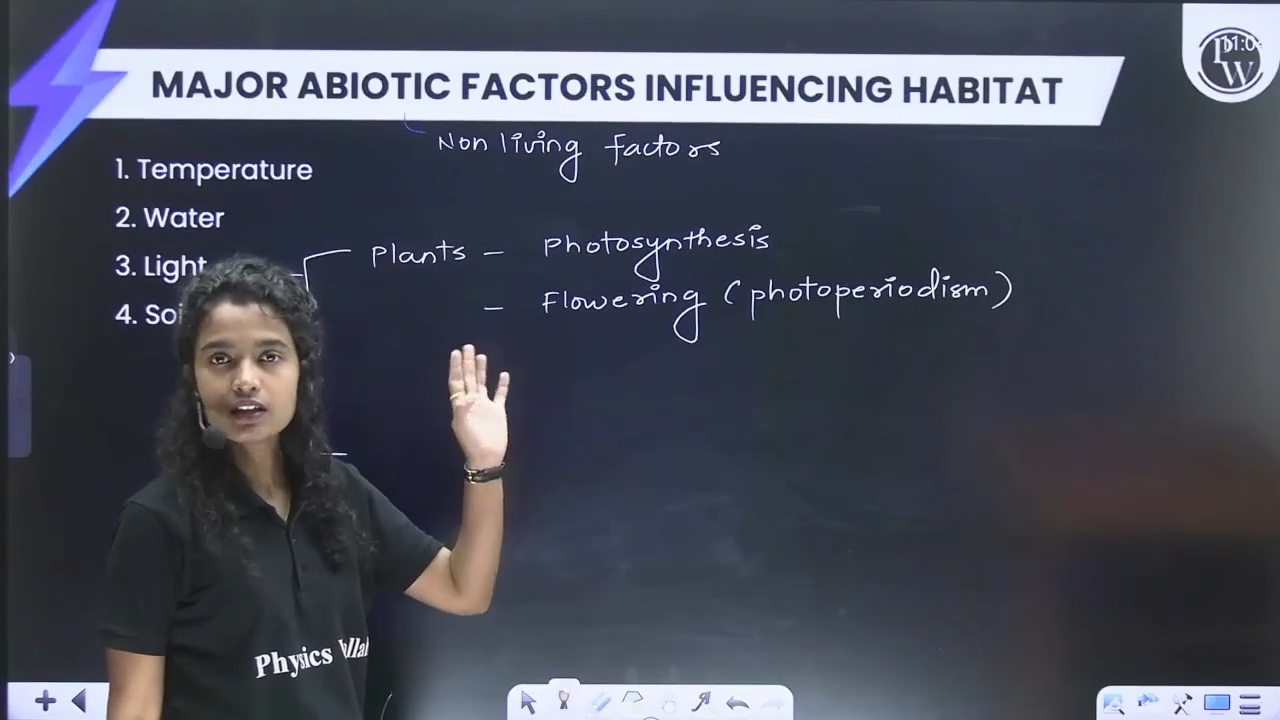 MAJOR ABIOTIC FACTORS INFLUENCING HABITAT
Non living factors
1. Temperature
2. Water
3. Light
Plants - Photosynthesis
- Flowering (photoperiodism)
4.
Physics